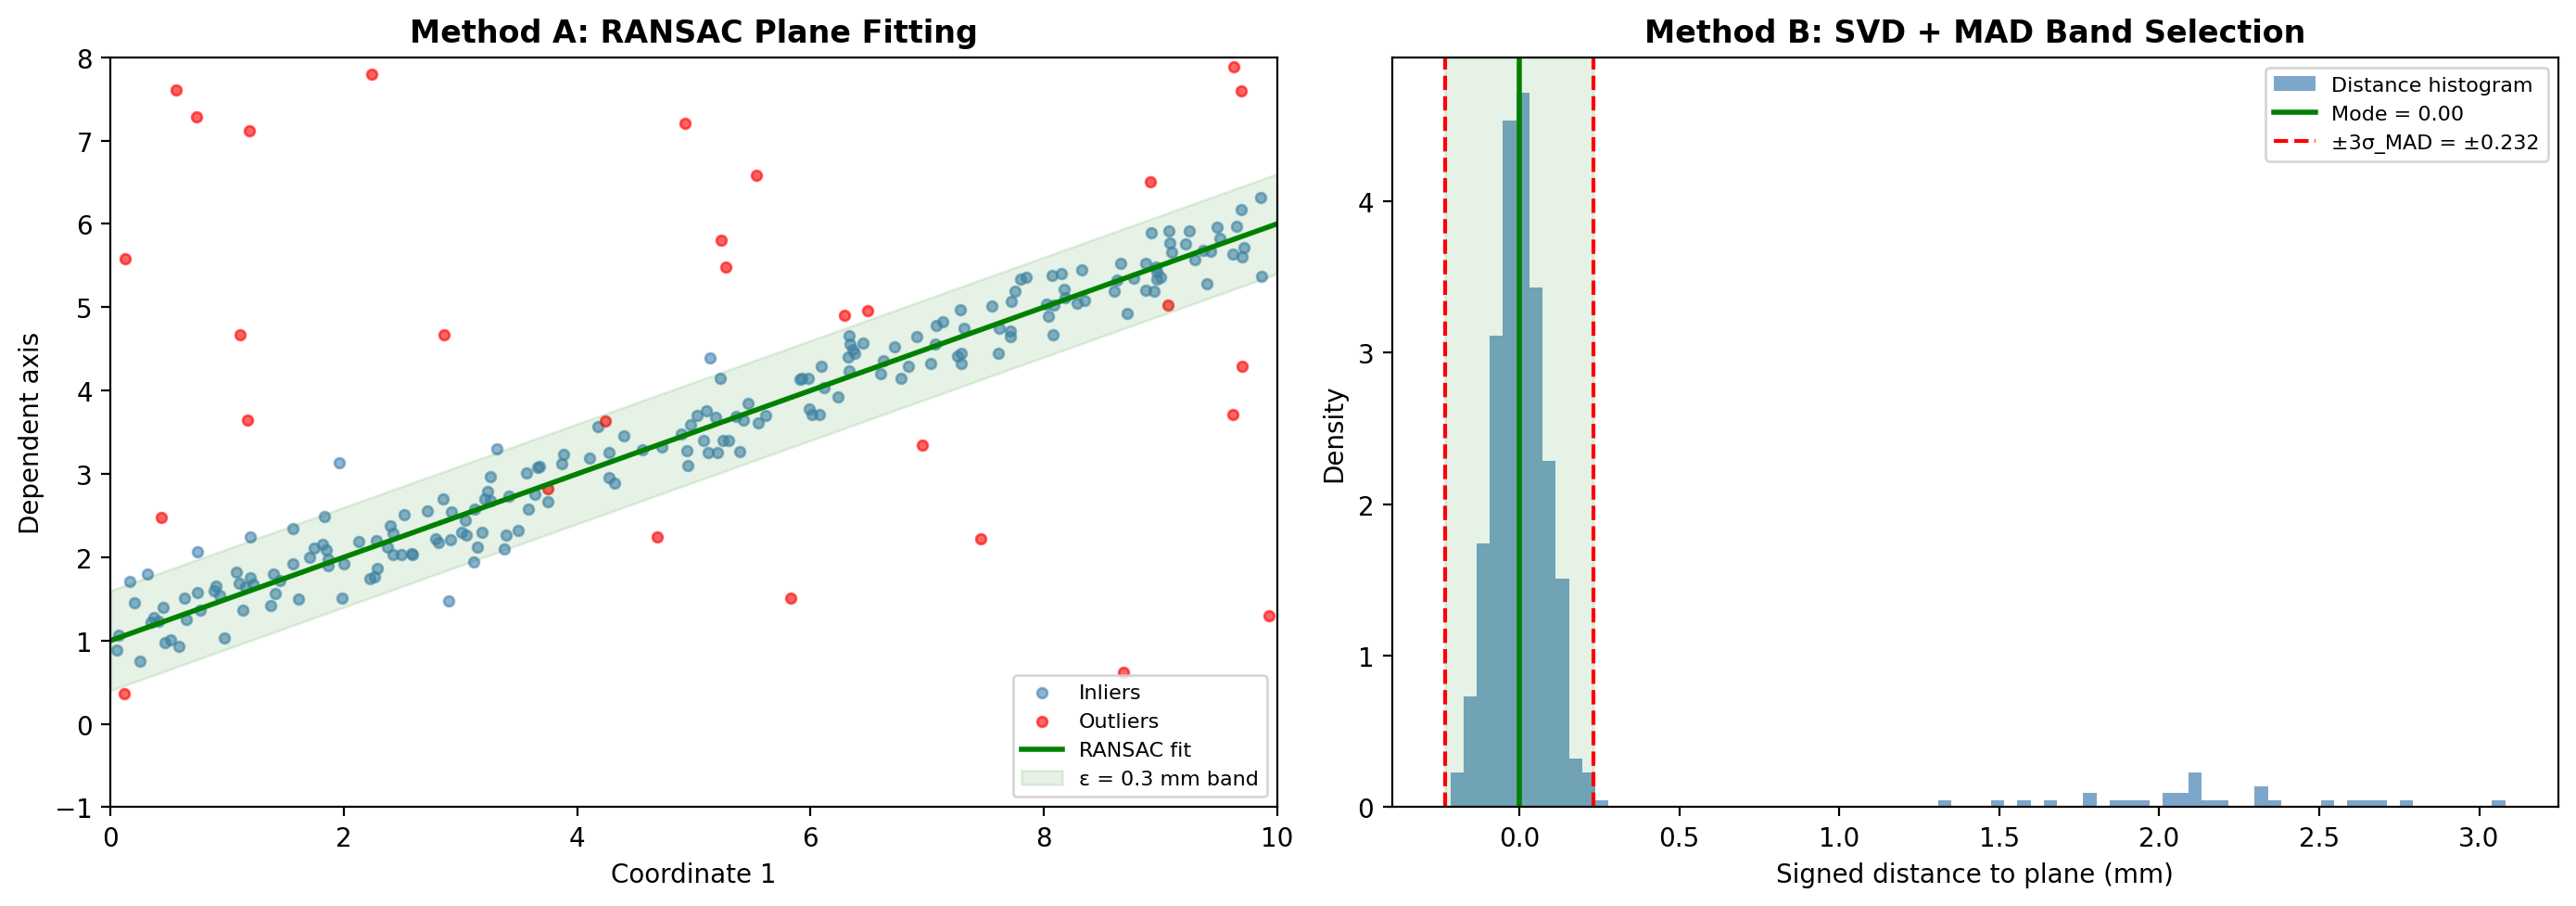 Method A: RANSAC Plane Fitting
8
7
6
5
4
3
2
1
0
−1
Dependent axis
0
2
4
6
8
10
Coordinate 1
Inliers
Outliers
RANSAC fit
ε = 0.3 mm band
Method B: SVD + MAD Band Selection
4
3
2
1
0
Density
0.0
0.5
1.0
1.5
2.0
2.5
3.0
Signed distance to plane (mm)
Distance histogram
Mode = 0.00
±3σ_MAD = ±0.232